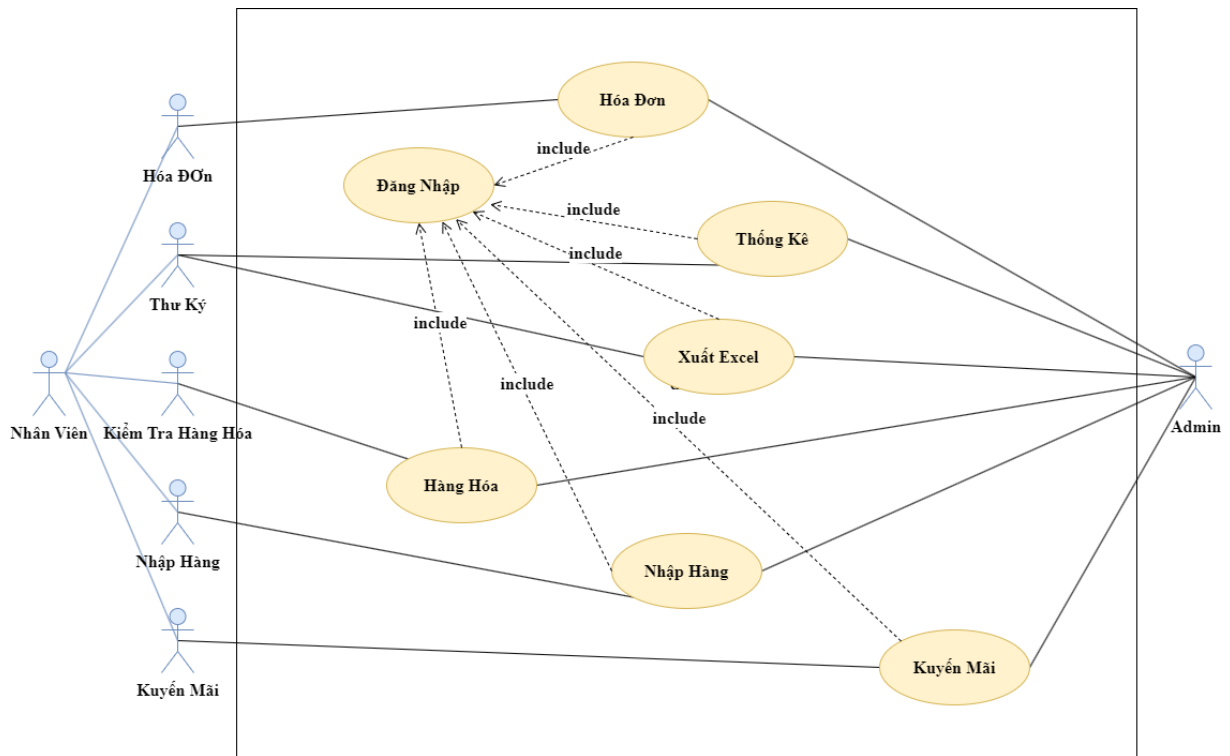 Hóa Đơn
include
Hóa ĐƠn
Đăng Nhập
include
Thống Kê
include
Thư Ký
include
Xuất Excel
include
Nhân Viên
Kiểm Tra Hàng Hóa
include
Admin
Hàng Hóa
Nhập Hàng
Nhập Hàng
Kuyến Mãi
Kuyến Mãi